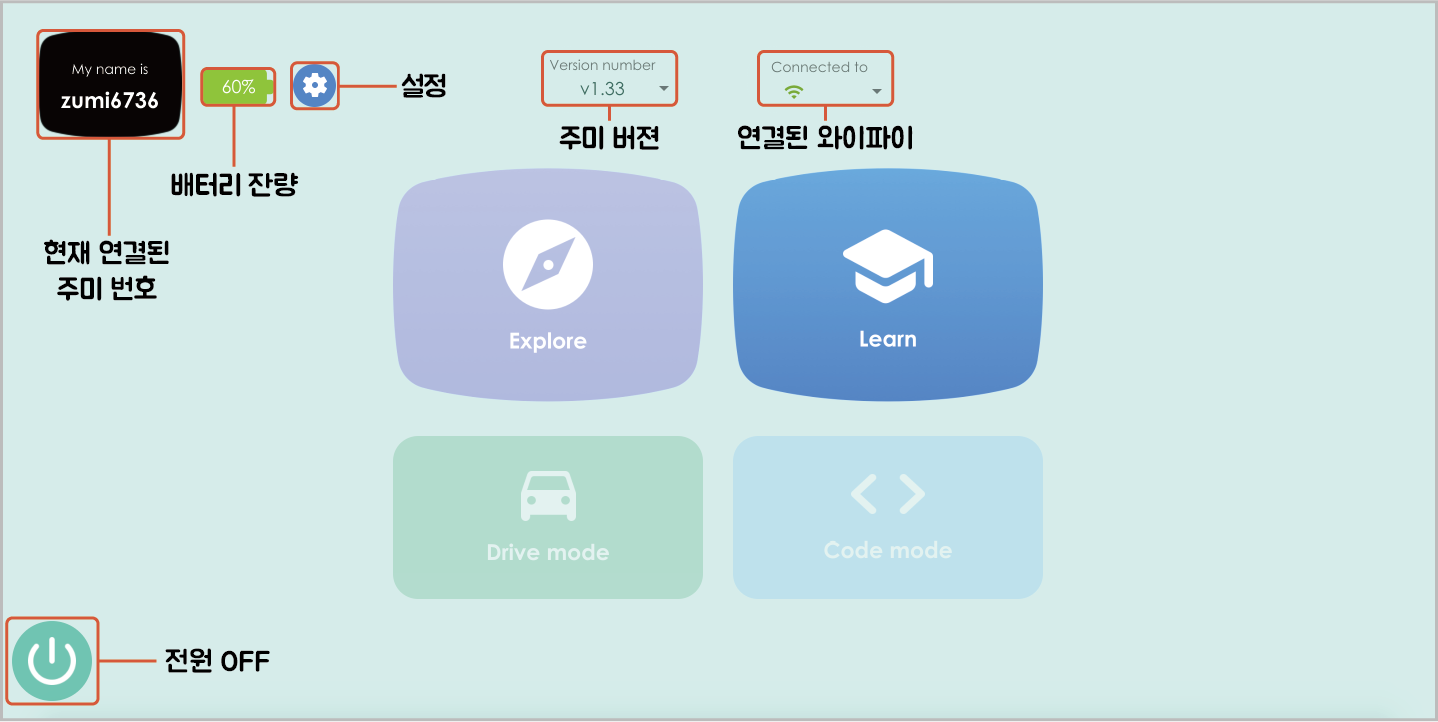 My name is
zumi6736
60%
설정
Version number
v1.33
Connected to
주미 버젼
연결된 와이파이
배터리 잔량
현재 연결된
주미 번호
Explore
Learn
Drive mode
Code mode
전원 OFF